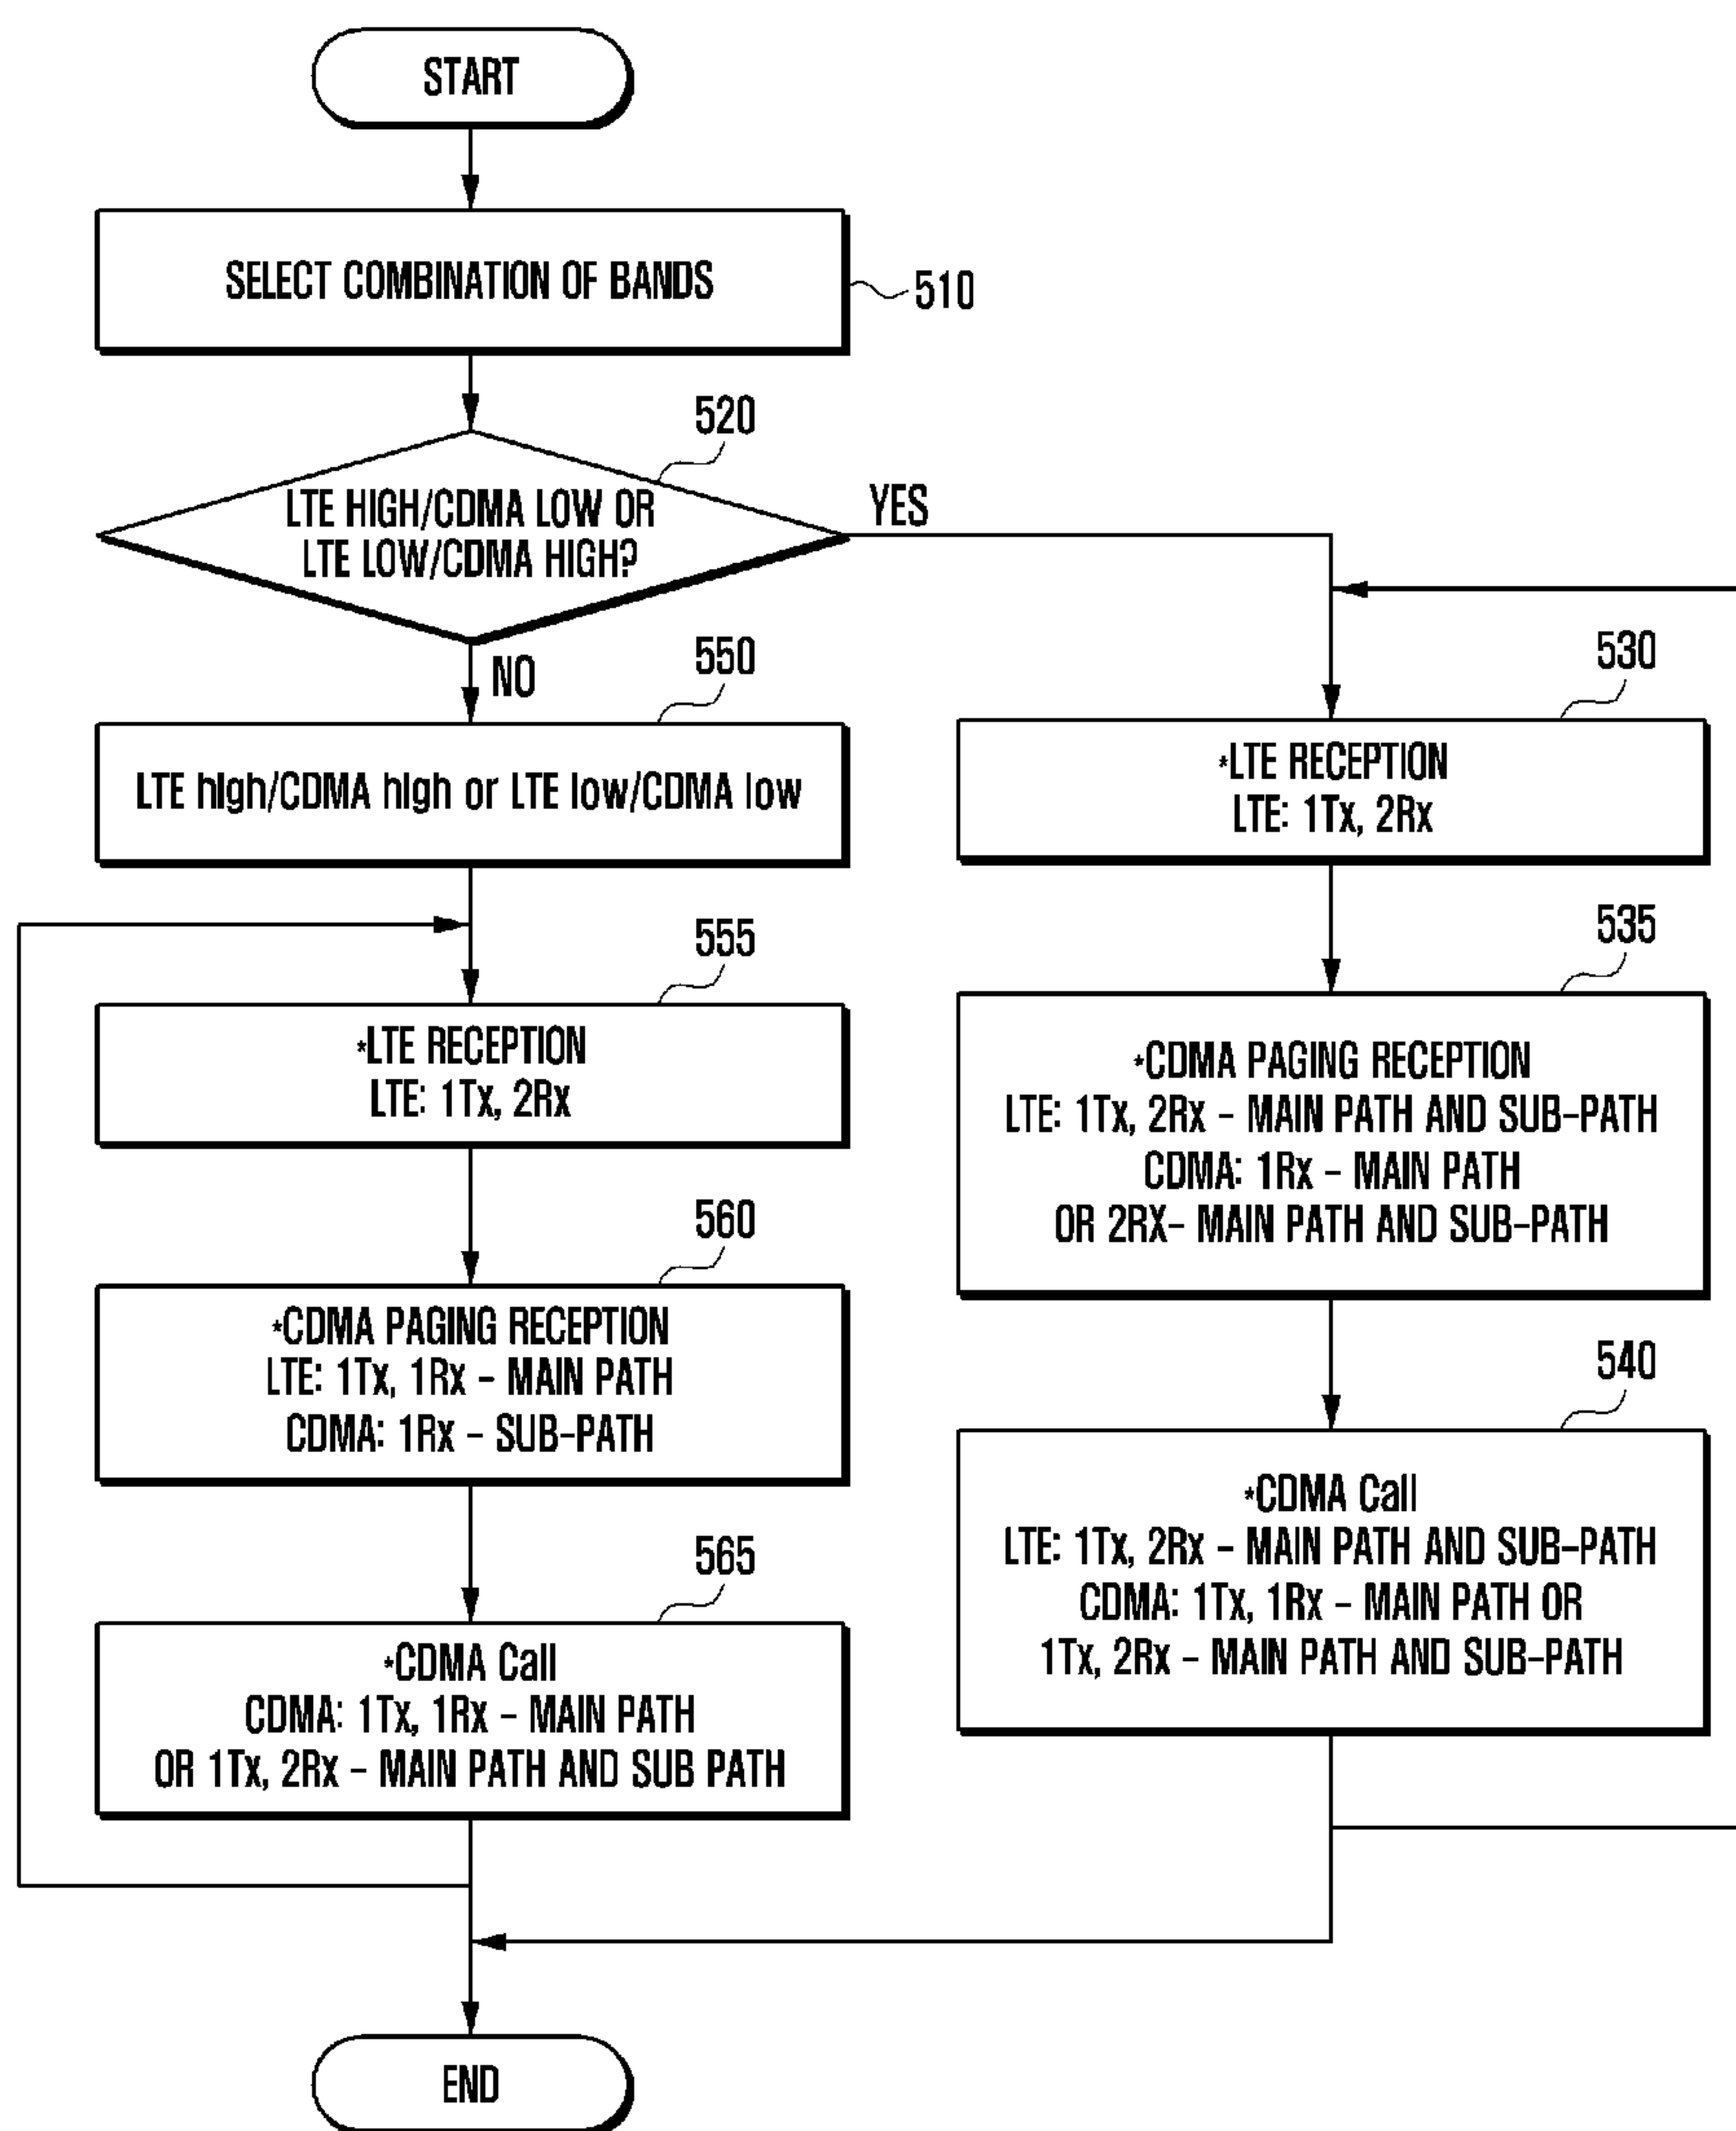 START
SELECT COMBINATION OF BANDS
510
520
LTE HIGH/CDMA LOW OR
LTE LOW/CDMA HIGH?
YES
NO
550
LTE high/CDMA high or LTE low/CDMA low
555
*LTE RECEPTION
LTE: 1Tx, 2Rx
560
*CDMA PAGING RECEPTION
LTE: 1Tx, 1Rx - MAIN PATH
CDMA: 1Rx - SUB-PATH
565
*CDMA Call
CDMA: 1Tx, 1Rx - MAIN PATH
OR 1Tx, 2Rx - MAIN PATH AND SUB PATH
530
*LTE RECEPTION
LTE: 1Tx, 2Rx
535
*CDMA PAGING RECEPTION
LTE: 1Tx, 2Rx - MAIN PATH AND SUB-PATH
CDMA: 1Rx - MAIN PATH
OR 2RX- MAIN PATH AND SUB-PATH
540
*CDMA Call
LTE: 1Tx, 2Rx - MAIN PATH AND SUB-PATH
CDMA: 1Tx, 1Rx - MAIN PATH OR
1Tx, 2Rx - MAIN PATH AND SUB-PATH
END